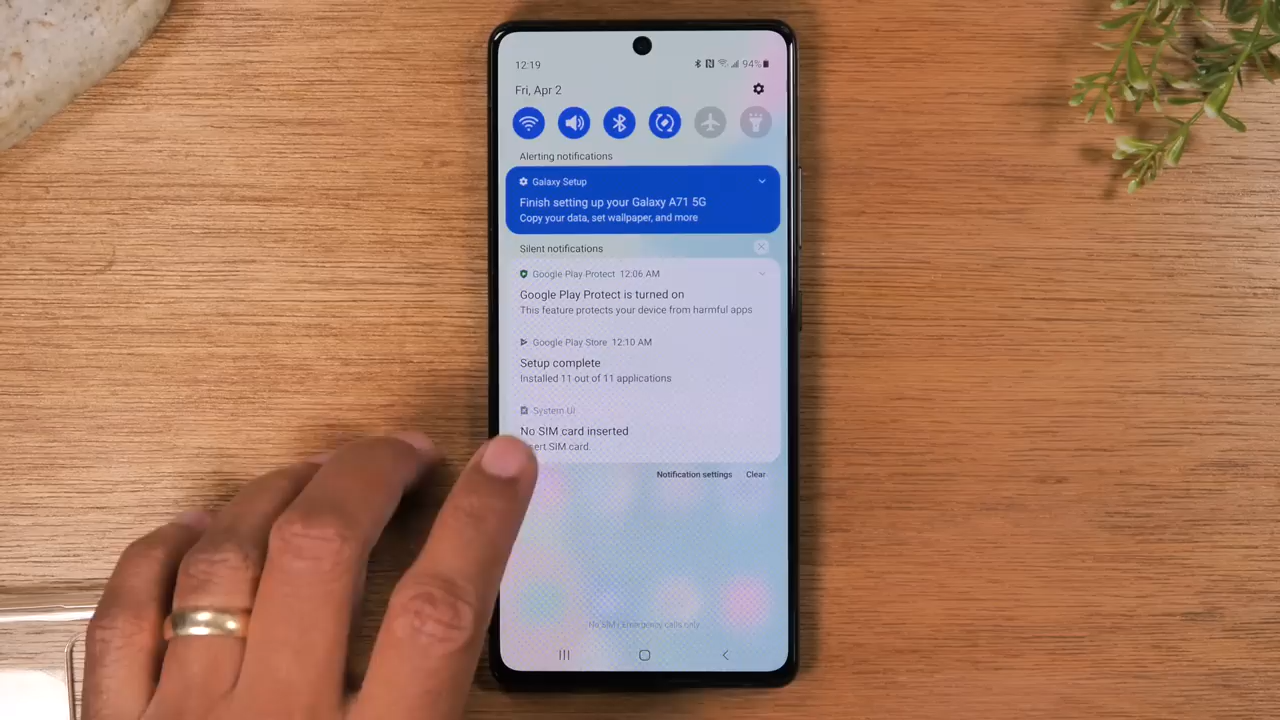 12:19
94%
Fri, Apr 2
Alerting notifications
Galaxy Setup
Finish setting up your Galaxy A71 5G
Copy your data, set wallpaper, and more
Silent notifications
Google Play Protect 12:06 AM
Google Play Protect is turned on
This feature protects your device from harmful apps
Google Play Store 12:10 AM
Setup complete
Installed 11 out of 11 applications
System UI
No SIM card inserted
SIM card.
Notification settings Clear
No SIM | Emergency calls only